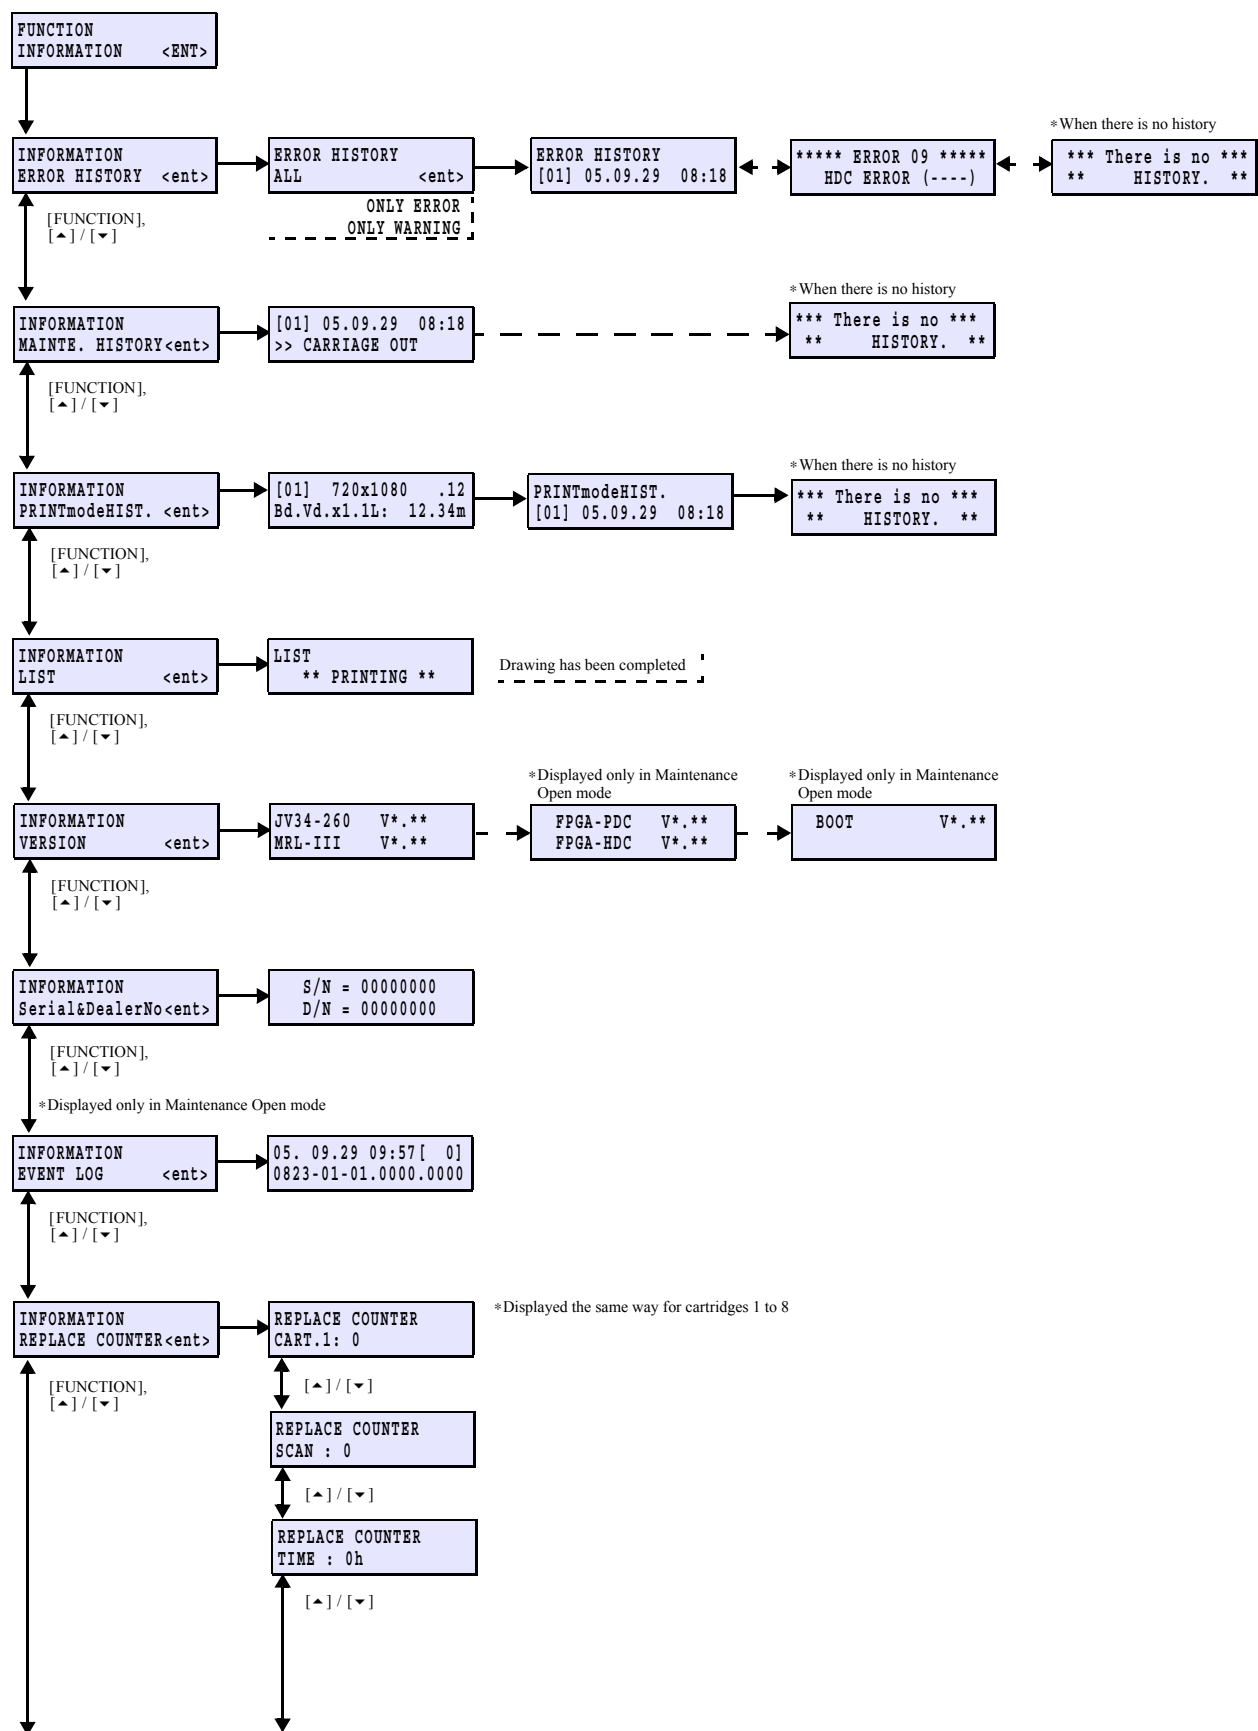 FUNCTION
INFORMATION <ENT>
*When there is no history
INFORMATION
ERROR HISTORY <ent>
ERROR HISTORY
ALL <ent>
ONLY ERROR
ONLY WARNING
ERROR HISTORY
[01] 05.09.29 08:18
***** ERROR 09 *****
HDC ERROR (----)
*** There is no ***
** HISTORY. **
[FUNCTION],
[▲] / [▼]
*When there is no history
INFORMATION
MAINTE. HISTORY<ent>
[01] 05.09.29 08:18
>> CARRIAGE OUT
*** There is no ***
** HISTORY. **
[FUNCTION],
[▲] / [▼]
*When there is no history
INFORMATION
PRINTmodeHIST. <ent>
[01] 720x1080 .12
Bd.Vd.x1.1L: 12.34m
PRINTmodeHIST.
[01] 05.09.29 08:18
*** There is no ***
** HISTORY. **
[FUNCTION],
[▲] / [▼]
INFORMATION
LIST <ent>
LIST
** PRINTING **
Drawing has been completed
[FUNCTION],
[▲] / [▼]
*Displayed only in Maintenance
Open mode
*Displayed only in Maintenance
Open mode
INFORMATION
VERSION <ent>
JV34-260 V*.**
MRL-III V*.**
FPGA-PDC V*.**
FPGA-HDC V*.**
BOOT V*.**
[FUNCTION],
[▲] / [▼]
INFORMATION
Serial&DealerNo<ent>
S/N = 00000000
D/N = 00000000
[FUNCTION],
[▲] / [▼]
*Displayed only in Maintenance Open mode
INFORMATION
EVENT LOG <ent>
05. 09.29 09:57[ 0]
0823-01-01.0000.0000
[FUNCTION],
[▲] / [▼]
INFORMATION
REPLACE COUNTER<ent>
REPLACE COUNTER
CART.1: 0
*Displayed the same way for cartridges 1 to 8
[FUNCTION],
[▲] / [▼]
[▲] / [▼]
REPLACE COUNTER
SCAN : 0
[▲] / [▼]
REPLACE COUNTER
TIME : 0h
[▲] / [▼]